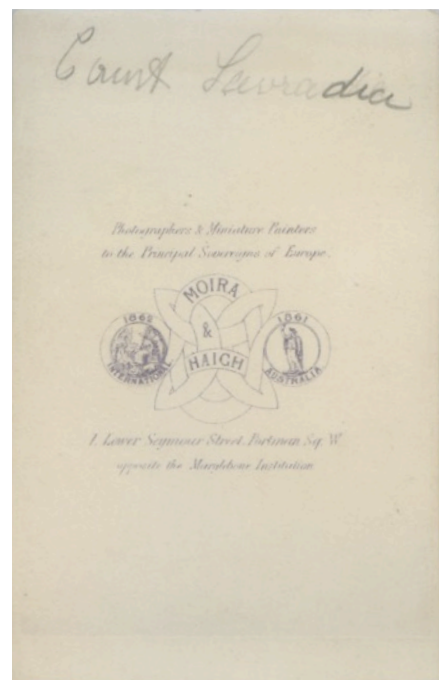 Count Lavradia
Photographers & Miniature Painters
to the Principal Sovereigns of Europe.
MOIRA
&
HAIGH
1862
INTERNATIONAL
1861
AUSTRALIA
1. Lower Seymour Street, Portman Sq. W
opposite the Marylebone Institution